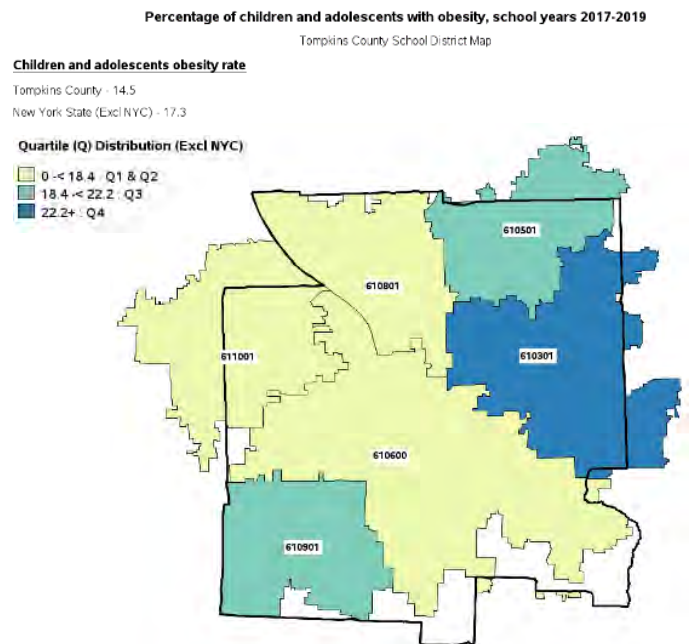 Percentage of children and adolescents with obesity, school years 2017-2019
Tompkins County School District Map
Children and adolescents obesity rate
Tompkins County - 14.5
New York State (Excl NYC) - 17.3
Quartile (Q) Distribution (Excl NYC)
0 -< 18.4 : Q1 & Q2
18.4 -< 22.2 : Q3
22.2+ : Q4
610501
610801
611001
610301
610600
610901